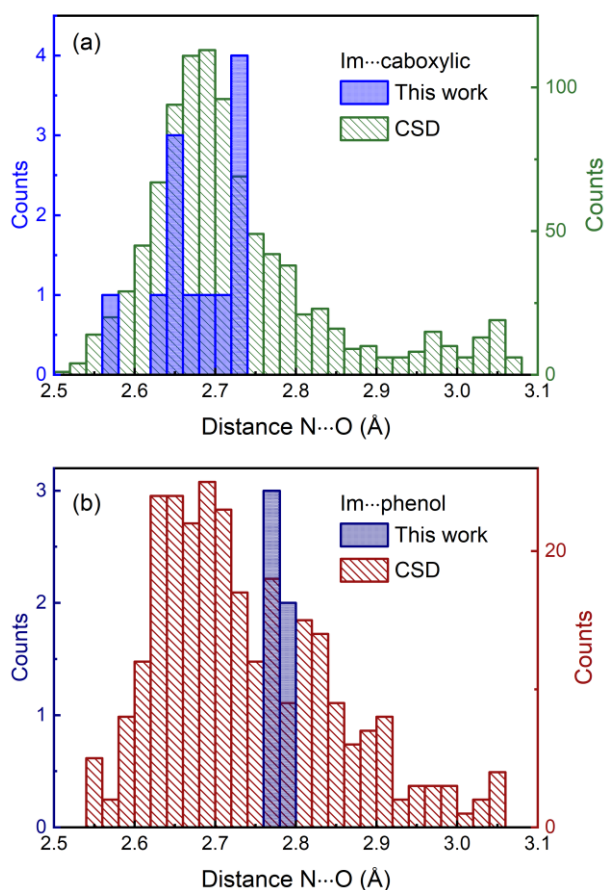 (a)
Im···caboxylic
This work
CSD
Counts
4
3
2
1
0
100
50
0
Counts
2.5 2.6 2.7 2.8 2.9 3.0 3.1
Distance N···O (Å)
(b)
Im···phenol
This work
CSD
Counts
3
2
1
0
20
0
Counts
2.5 2.6 2.7 2.8 2.9 3.0 3.1
Distance N···O (Å)